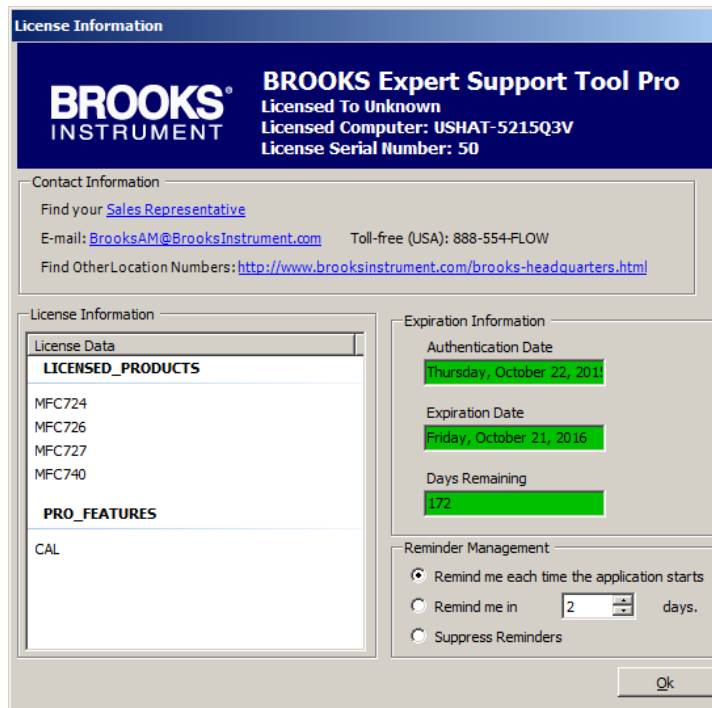 License Information
BROOKS®
INSTRUMENT
BROOKS Expert Support Tool Pro
Licensed To Unknown
Licensed Computer: USHAT-5215Q3V
License Serial Number: 50
Contact Information
Find your Sales Representative
E-mail: BrooksAM@BrooksInstrument.com Toll-free (USA): 888-554-FLOW
Find OtherLocation Numbers: http://www.brooksinstrument.com/brooks-headquarters.html
License Information
License Data
LICENSED_PRODUCTS
MFC724
MFC726
MFC727
MFC740
PRO_FEATURES
CAL
Expiration Information
Authentication Date
Thursday, October 22, 201
Expiration Date
Friday, October 21, 2016
Days Remaining
172
Reminder Management
Remind me each time the application starts
Remind me in 2 days.
Suppress Reminders
Ok